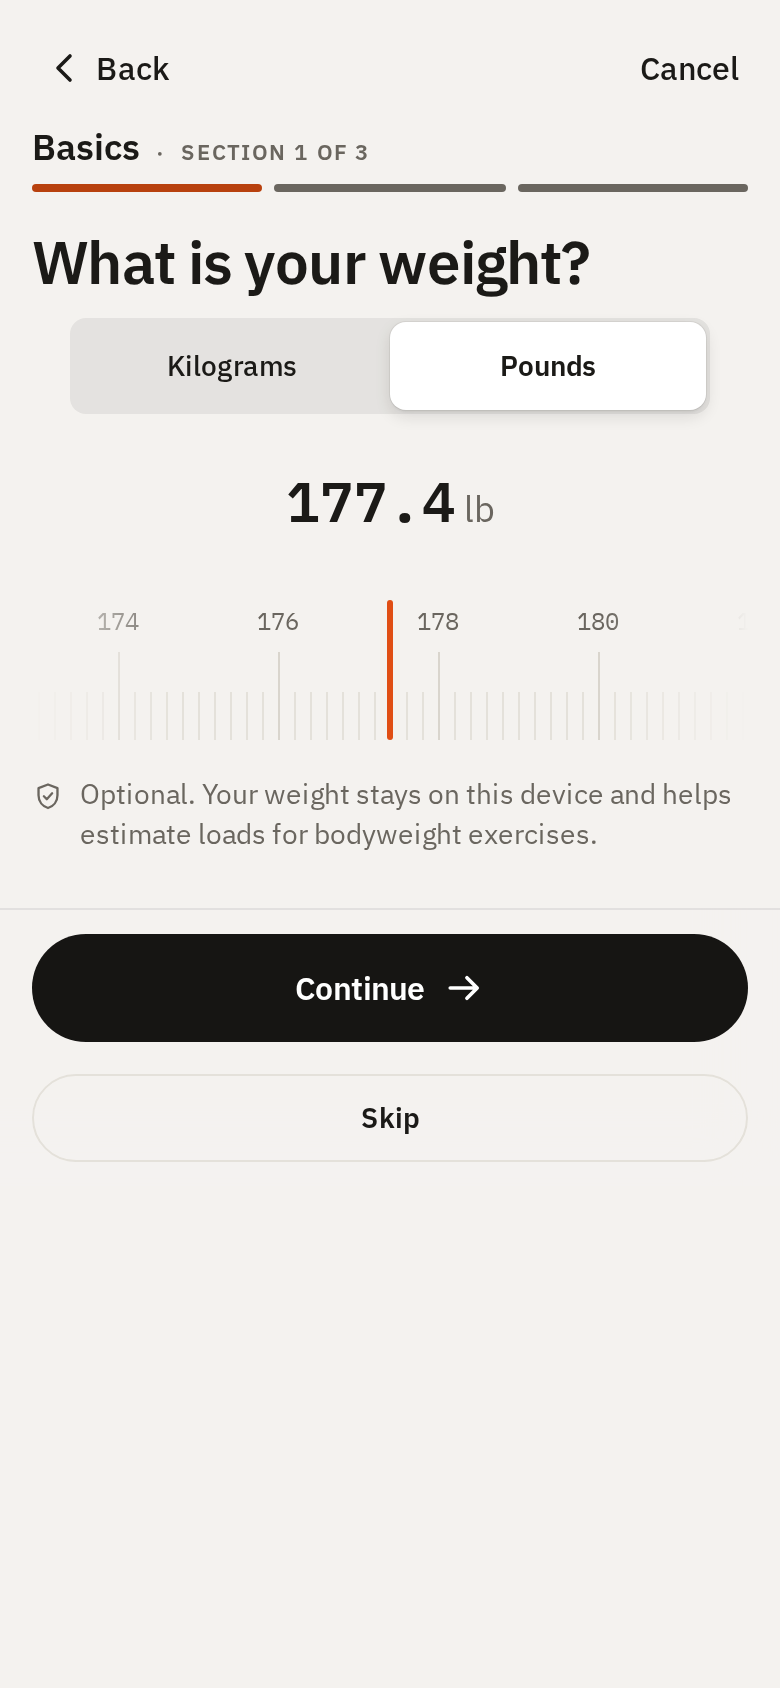 Back
Cancel
Basics · SECTION 1 OF 3
What is your weight?
Kilograms
Pounds
177.4 lb
174 176 178 180
Optional. Your weight stays on this device and helps
estimate loads for bodyweight exercises.
Continue →
Skip